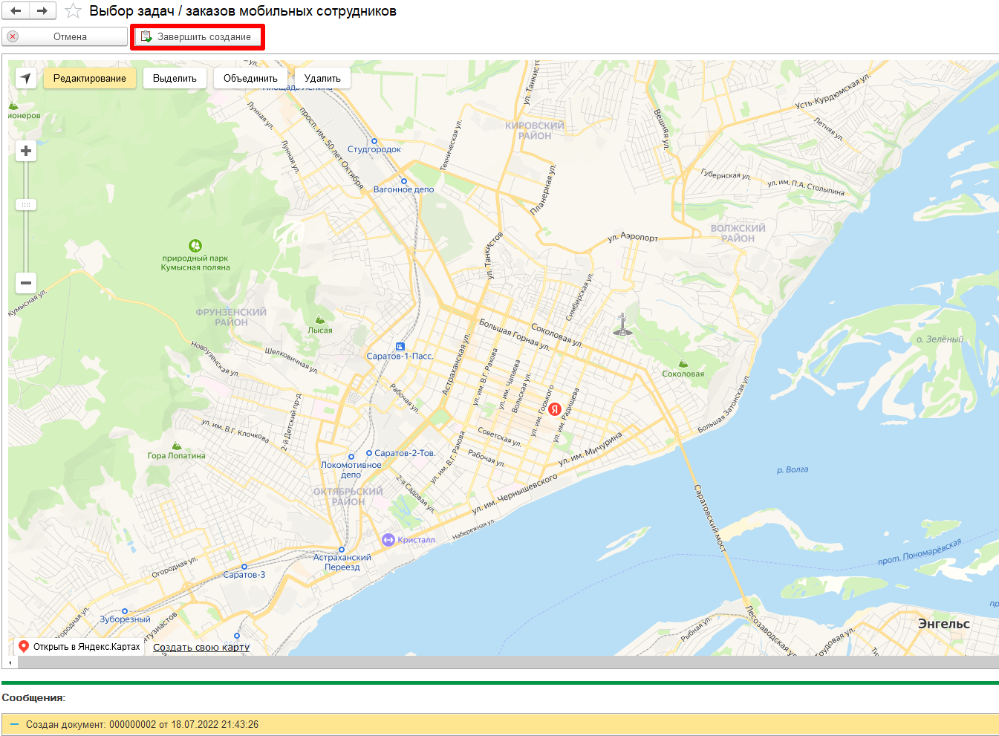 Выбор задач / заказов мобильных сотрудников
Отмена
Завершить создание
Редактирование
Выделить
Объединить
Удалить
Площадь Ленина
ул. Танкистов
Усть-Курдюмская ул.
ионеров
Лунная ул.
просп. им. 50 лет Октября
Вешняя ул.
Летняя ул.
КИРОВСКИЙ
РАЙОН
Техническая ул.
Лунная ул.
Студгородок
Планерная ул.
Губернская ул.
ул. им. П.А. Столыпина
Вагонное депо
ВОЛЖСКИЙ
РАЙОН
ул. Аэропорт
природный парк
Кумысная поляна
ул. Танкистов
Кумысная ул.
Симбирская ул.
ФРУНЗЕНСКИЙ
РАЙОН
Лысая
Большая Горная ул.
Соколовая ул.
о. Зелёный
Новоузенская ул.
Шелковичная ул.
Саратов-1-Пасс.
Астраханская ул.
ул. им. В.Г. Рахова
ул. им. Чапаева
Вольская ул.
ул. им. Горького
ул. им. Радищева
Соколовая
Рабочая ул.
Большая Затонская ул.
Я
2-й Детский пр-д
ул. им. В.Г. Клочкова
Советская ул.
Гора Лопатина
Саратов-2-Тов.
ул. им. В.Г. Рахова
Рабочая ул.
ул. им. Мичурина
Локомотивное
депо
р. Волга
2-я Садовая ул.
ул. им. Чернышевского
ОКТЯБРЬСКИЙ
РАЙОН
Саратовский мост
Набережная ул.
Кристалл
Астраханский
Переезд
прот. Пономарёвская
Огородная ул.
Саратов-3
Зуборезный
Рыбная ул.
Лесозаводская ул.
Энгельс
Открыть в Яндекс.Картах
Создать свою карту
Сообщения:
Создан документ: 000000002 от 18.07.2022 21:43:26